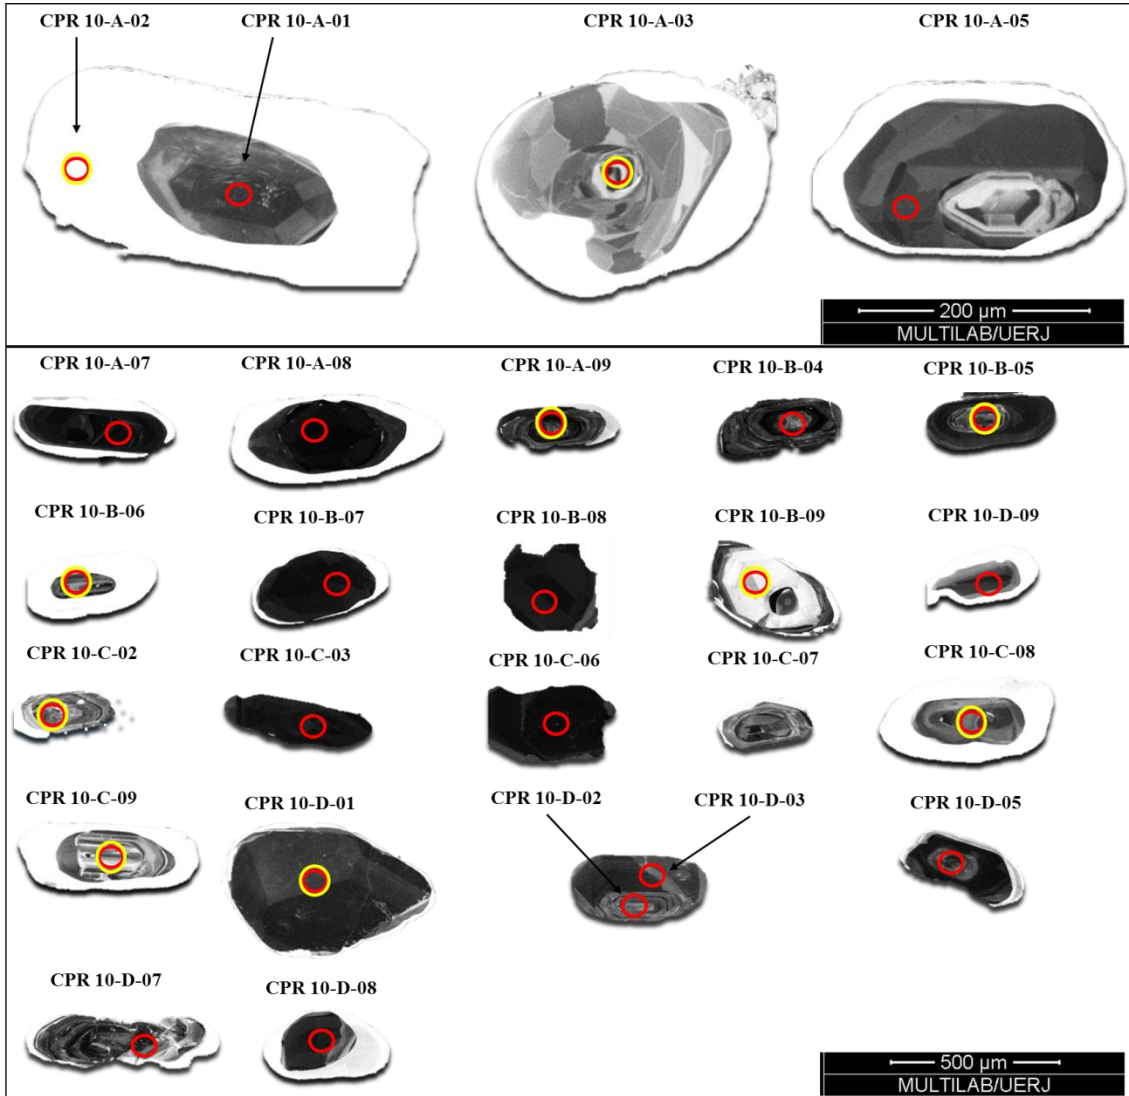 CPR 10-A-02 CPR 10-A-01 CPR 10-A-03 CPR 10-A-05
200 µm
MULTILAB/UERJ
CPR 10-A-07 CPR 10-A-08 CPR 10-A-09 CPR 10-B-04 CPR 10-B-05
CPR 10-B-06 CPR 10-B-07 CPR 10-B-08 CPR 10-B-09 CPR 10-D-09
CPR 10-C-02 CPR 10-C-03 CPR 10-C-06 CPR 10-C-07 CPR 10-C-08
CPR 10-C-09 CPR 10-D-01 CPR 10-D-02 CPR 10-D-03 CPR 10-D-05
CPR 10-D-07 CPR 10-D-08
500 µm
MULTILAB/UERJ